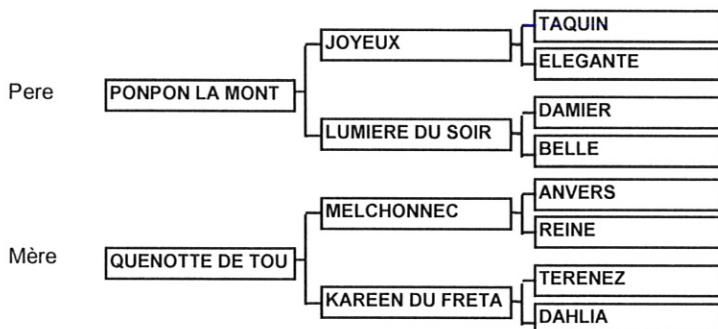 TAQUIN
JOYEUX
ELEGANTE
Pere
PONPON LA MONT
DAMIER
LUMIERE DU SOIR
BELLE
ANVERS
MELCHONNEC
REINE
Mère
QUENOTTE DE TOU
TERENEZ
KAREEN DU FRETA
DAHLIA